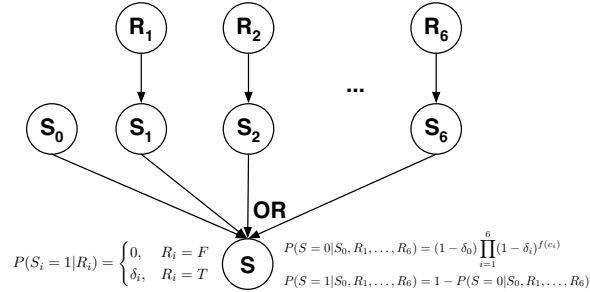 R1 R2 R6
...
S0 S1 S2 S6
OR
S
P(S_i = 1|R_i) = { 0, R_i = F
δ_i, R_i = T
P(S = 0|S_0, R_1, . . . , R_6) = (1 − δ_0) ∏_{i=1}^{6} (1 − δ_i)^{f(c_i)}
P(S = 1|S_0, R_1, . . . , R_6) = 1 − P(S = 0|S_0, R_1, . . . , R_6)